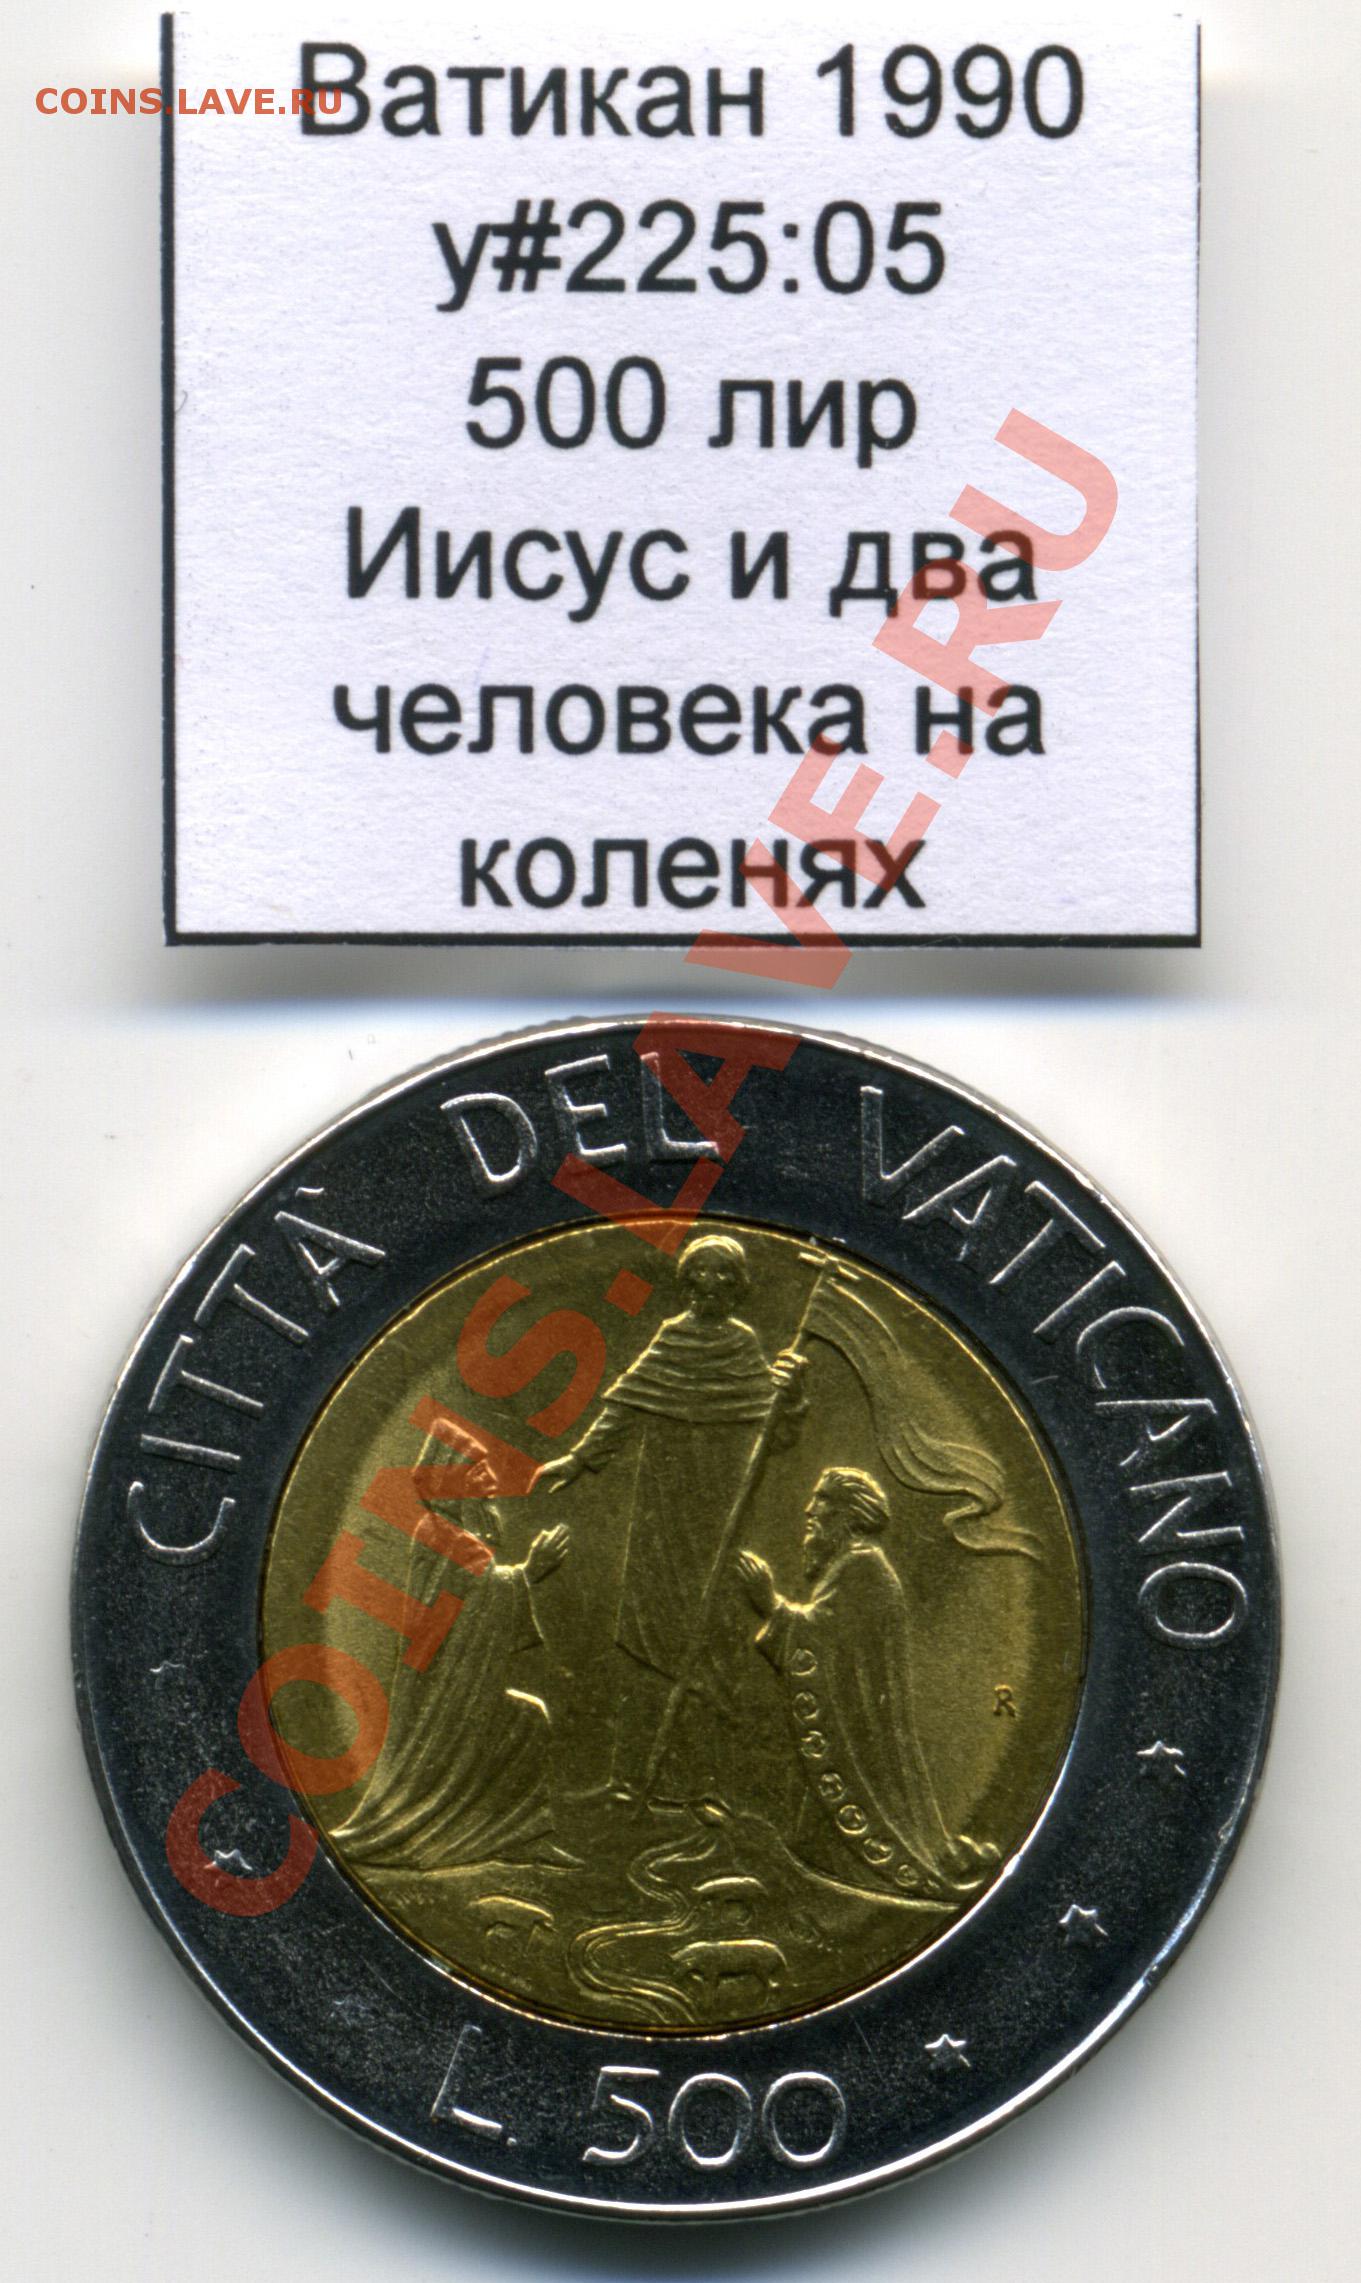 Ватикан 1990
COINS.LAVE.RU
у#225:05
500 лир
Иисус и два
человека на
коленях
COINS.LAVE.RU
CITTÀ DEL VATICANO
R
L. 500